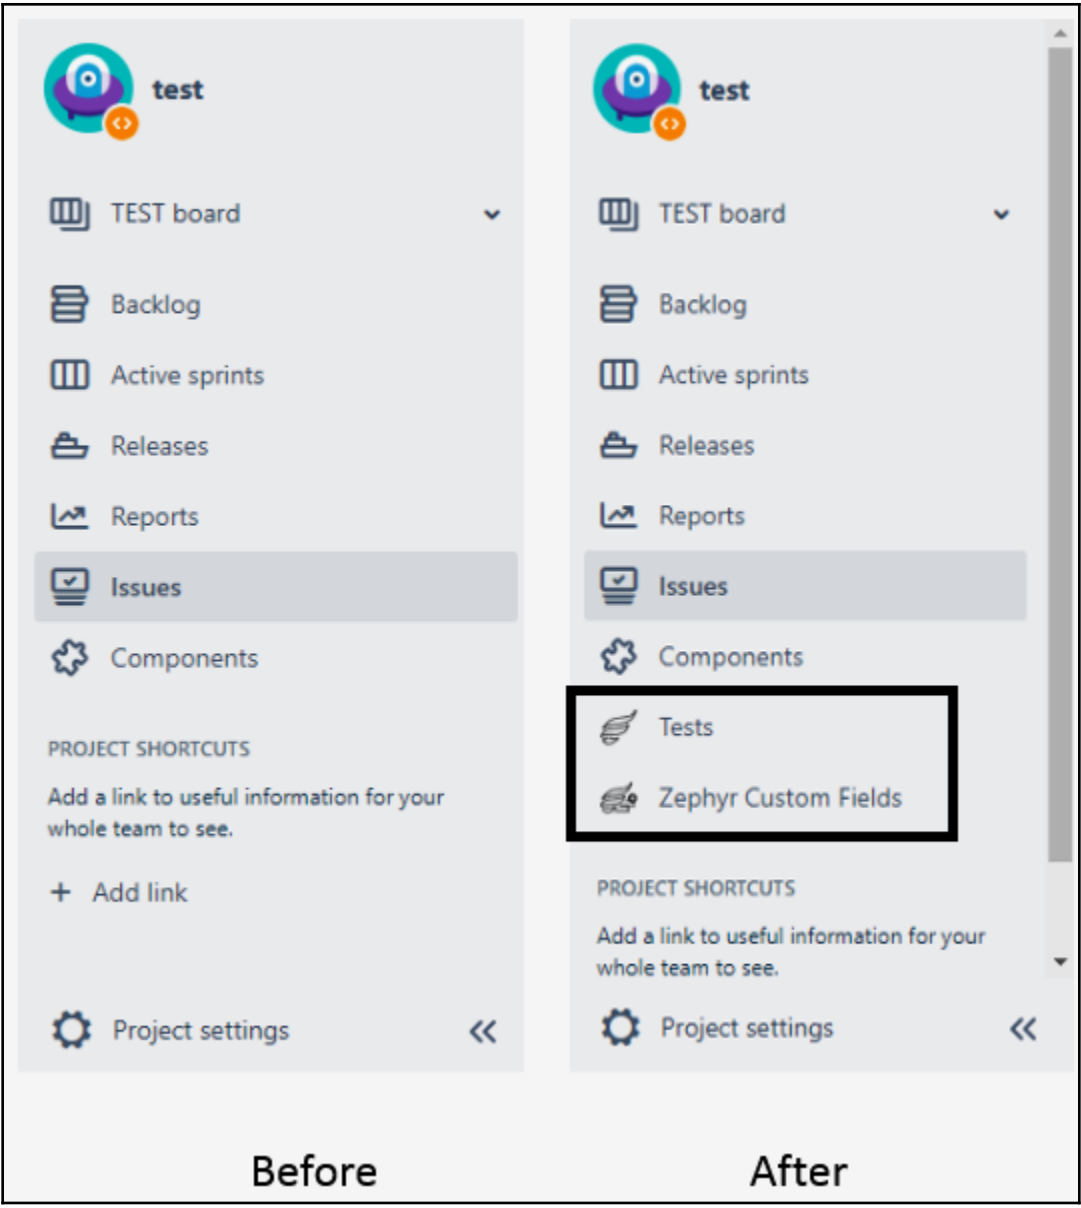 test
TEST board
Backlog
Active sprints
Releases
Reports
Issues
Components
PROJECT SHORTCUTS
Add a link to useful information for your
whole team to see.
+ Add link
Project settings
Before
test
TEST board
Backlog
Active sprints
Releases
Reports
Issues
Components
Tests
Zephyr Custom Fields
PROJECT SHORTCUTS
Add a link to useful information for your
whole team to see.
Project settings
After